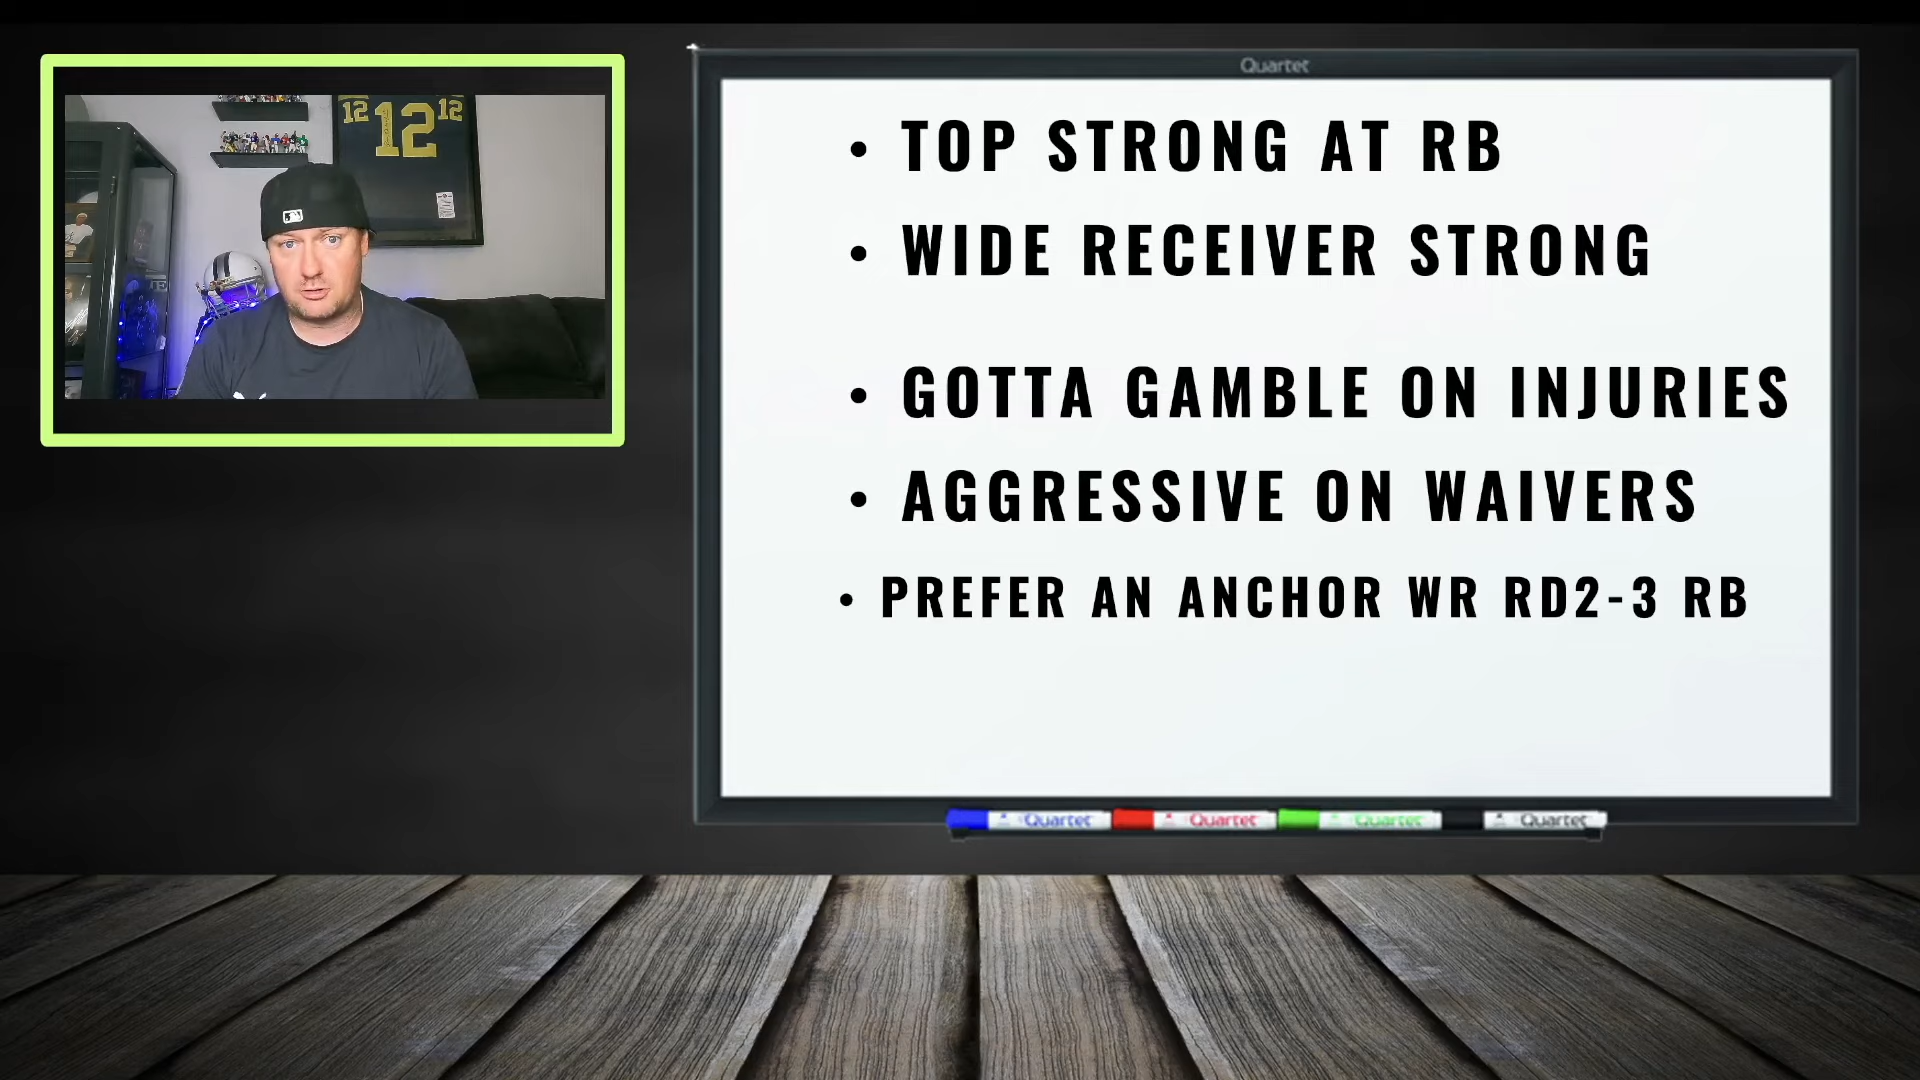 12 12 12
Quartet
• TOP STRONG AT RB
• WIDE RECEIVER STRONG
• GOTTA GAMBLE ON INJURIES
• AGGRESSIVE ON WAIVERS
• PREFER AN ANCHOR WR RD2-3 RB
Quartet Quartet Quartet Quartet